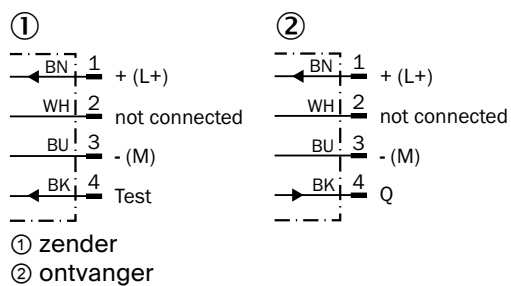 ① ②
BN 1 + (L+)
WH 2 not connected
BU 3 - (M)
BK 4 Test
BN 1 + (L+)
WH 2 not connected
BU 3 - (M)
BK 4 Q
① zender
② ontvanger